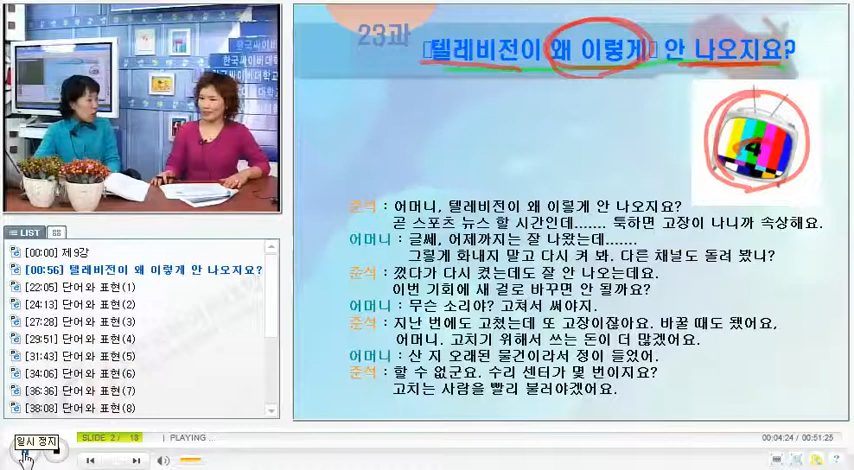 한국싸이버대학
한국싸이버대학교
23과
텔레비전이 왜 이렇게 안 나오지요?
4
준석 : 어머니, 텔레비전이 왜 이렇게 안 나오지요?
곧 스포츠 뉴스 할 시간인데....... 툭하면 고장이 나니까 속상해요.
어머니 : 글쎄, 어제까지는 잘 나왔는데.......
그렇게 화내지 말고 다시 켜 봐. 다른 채널도 돌려 봤니?
준석 : 껐다가 다시 켰는데도 잘 안 나오는데요.
이번 기회에 새 걸로 바꾸면 안 될까요?
어머니 : 무슨 소리야? 고쳐서 써야지.
준석 : 지난 번에도 고쳤는데 또 고장이잖아요. 바꿀 때도 됐어요,
어머니. 고치기 위해서 쓰는 돈이 더 많겠어요.
어머니 : 산 지 오래된 물건이라서 정이 들었어.
준석 : 할 수 없군요. 수리 센터가 몇 번이지요?
고치는 사람을 빨리 불러야겠어요.
LIST
[00:00] 제9강
[00:56] 텔레비전이 왜 이렇게 안 나오지요?
[22:05] 단어와 표현(1)
[24:13] 단어와 표현(2)
[27:28] 단어와 표현(3)
[29:51] 단어와 표현(4)
[31:43] 단어와 표현(5)
[34:06] 단어와 표현(6)
[36:36] 단어와 표현(7)
[38:08] 단어와 표현(8)
일시 정지
SLIDE 2 / 13
PLAYING ...
00:04:24 / 00:51:25